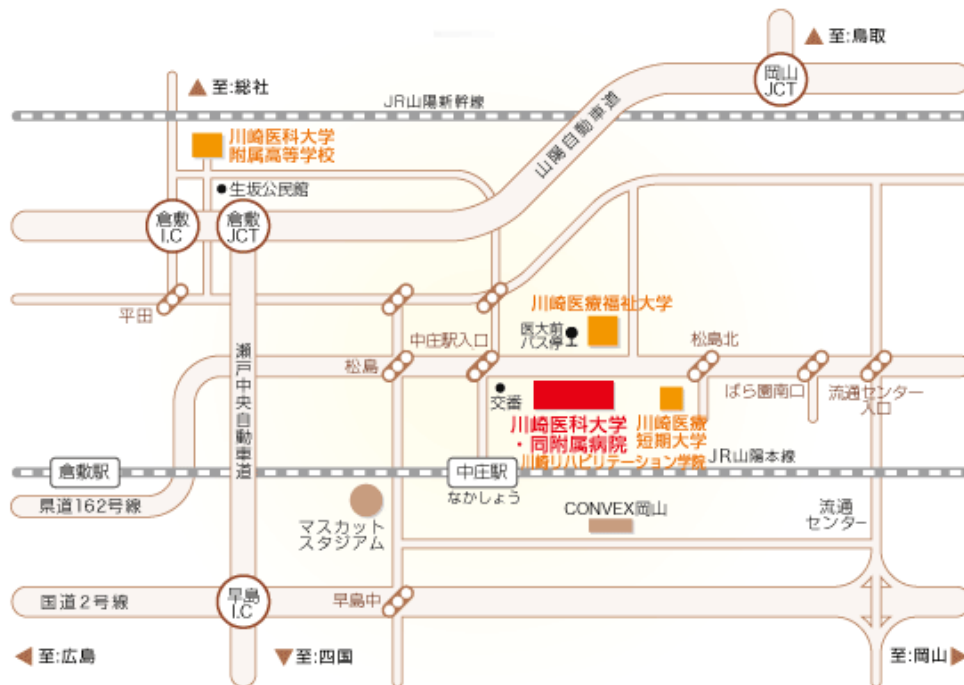 至:鳥取
岡山
JCT
至:総社
JR山陽新幹線
山陽自動車道
川崎医科大学
附属高等学校
生坂公民館
倉敷
I.C
倉敷
JCT
平田
川崎医療福祉大学
医大前
バス停
中庄駅入口
松島北
松島
瀬戸中央自動車道
交番
ばら園南口
流通センター
入口
川崎医科大学
・同附属病院
川崎医療
短期大学
川崎リハビリテーション学院
JR山陽本線
倉敷駅
中庄駅
なかしょう
県道162号線
マスカット
スタジアム
CONVEX岡山
流通
センター
国道2号線
早島
I.C
早島中
至:広島
至:四国
至:岡山